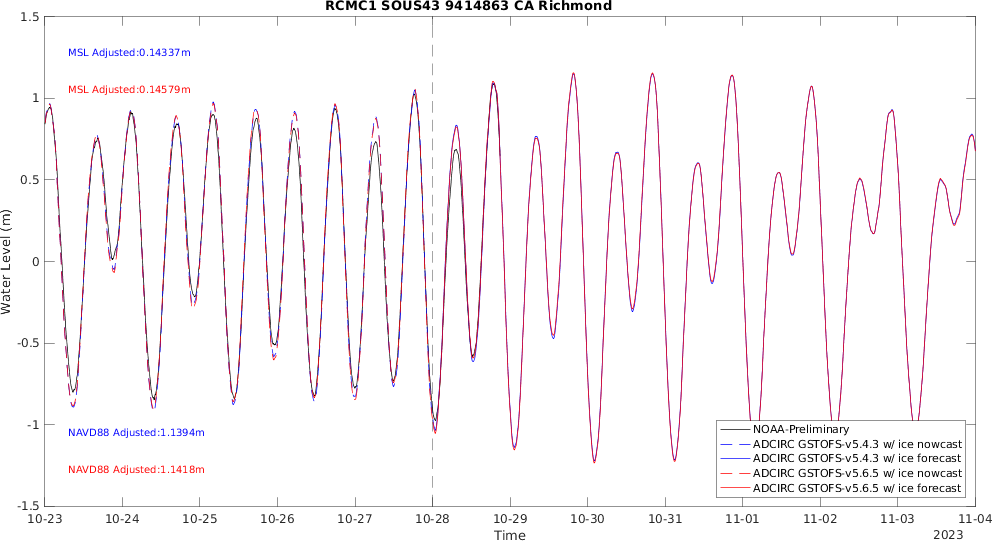 RCMC1 SOUS43 9414863 CA Richmond
1.5
1
0.5
0
-0.5
-1
-1.5
Water Level (m)
MSL Adjusted:0.14337m
MSL Adjusted:0.14579m
NAVD88 Adjusted:1.1394m
NAVD88 Adjusted:1.1418m
NOAA-Preliminary
ADCIRC GSTOFS-v5.4.3 w/ ice nowcast
ADCIRC GSTOFS-v5.4.3 w/ ice forecast
ADCIRC GSTOFS-v5.6.5 w/ ice nowcast
ADCIRC GSTOFS-v5.6.5 w/ ice forecast
10-23 10-24 10-25 10-26 10-27 10-28 10-29 10-30 10-31 11-01 11-02 11-03 11-04
Time
2023